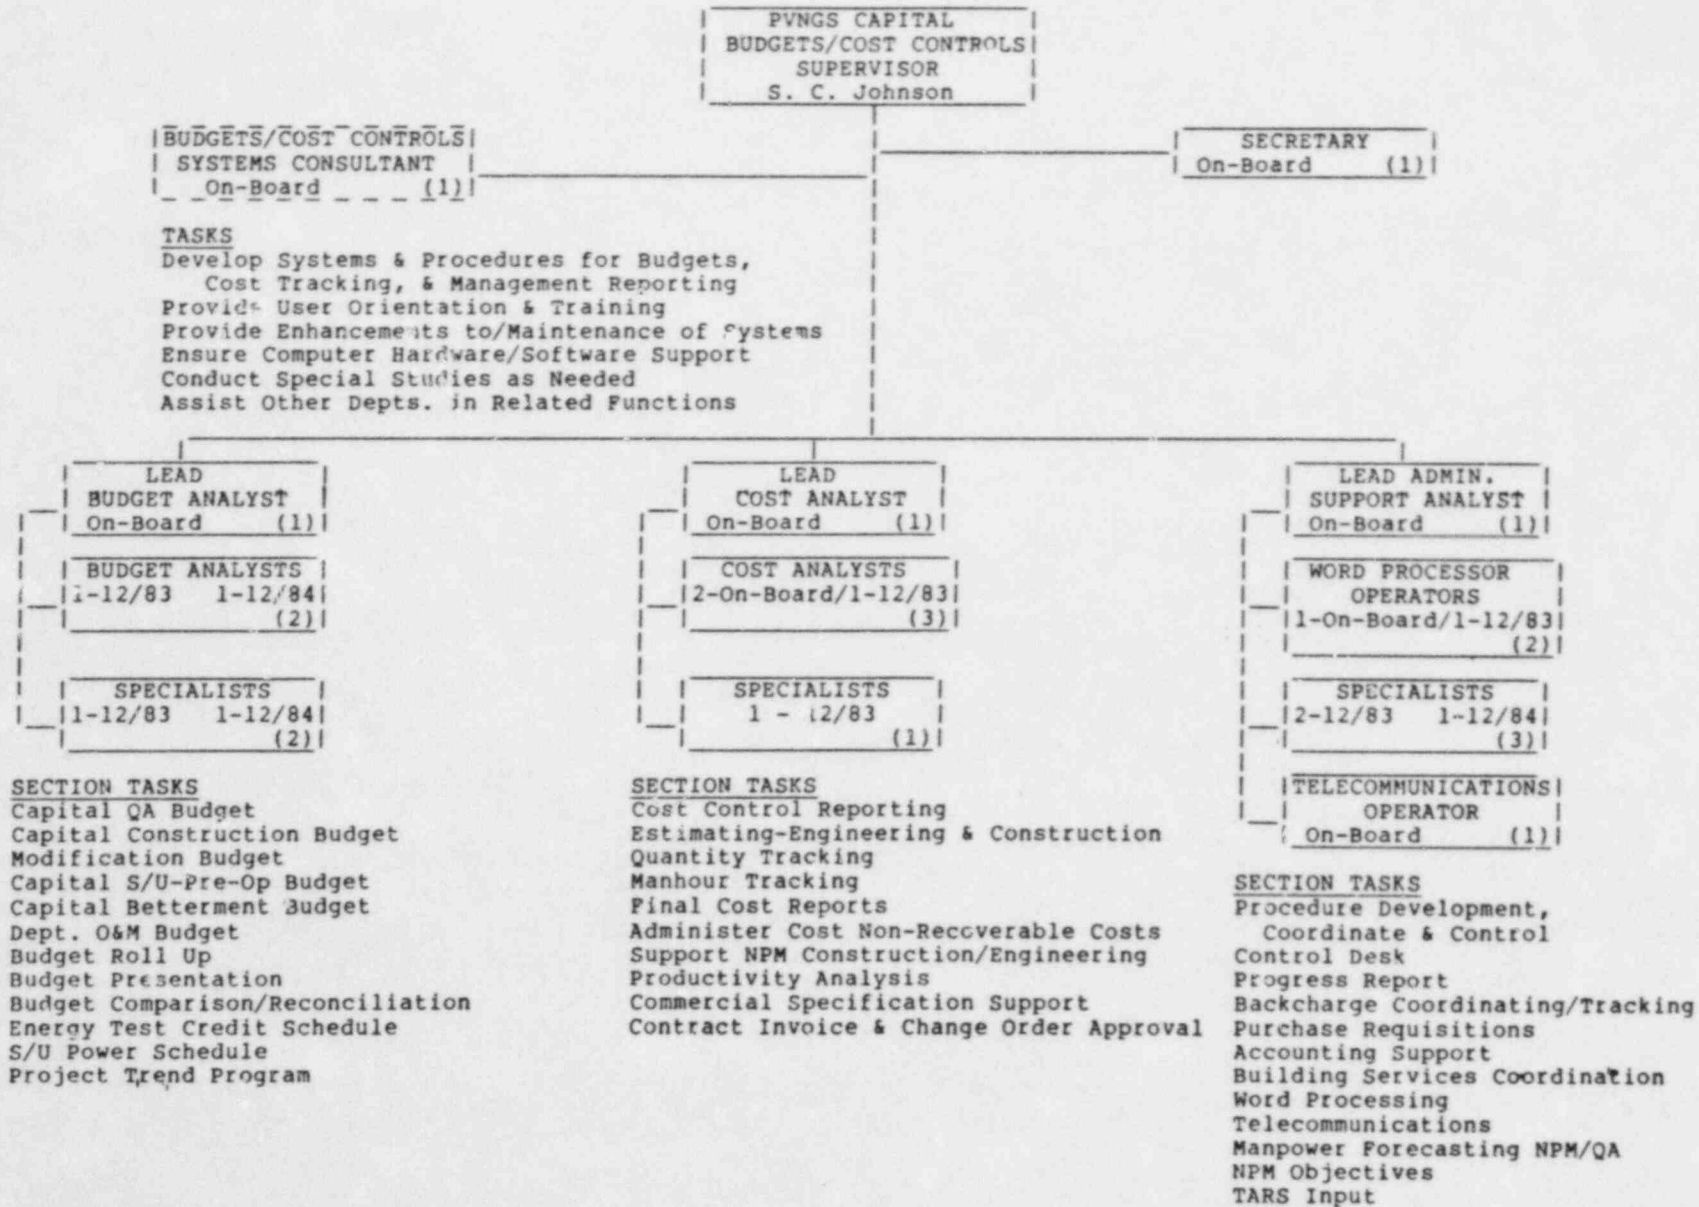 PVNGS CAPITAL
BUDGETS/COST CONTROLS
SUPERVISOR
S. C. Johnson
BUDGETS/COST CONTROLS
SYSTEMS CONSULTANT
On-Board (1)
SECRETARY
On-Board (1)
TASKS
Develop Systems & Procedures for Budgets,
Cost Tracking, & Management Reporting
Provide User Orientation & Training
Provide Enhancements to/Maintenance of Systems
Ensure Computer Hardware/Software Support
Conduct Special Studies as Needed
Assist Other Depts. in Related Functions
LEAD
BUDGET ANALYST
On-Board (1)
BUDGET ANALYSTS
1-12/83 1-12/84
(2)
SPECIALISTS
1-12/83 1-12/84
(2)
SECTION TASKS
Capital QA Budget
Capital Construction Budget
Modification Budget
Capital S/U-Pre-Op Budget
Capital Betterment Budget
Dept. O&M Budget
Budget Roll Up
Budget Presentation
Budget Comparison/Reconciliation
Energy Test Credit Schedule
S/U Power Schedule
Project Trend Program
LEAD
COST ANALYST
On-Board (1)
COST ANALYSTS
2-On-Board/1-12/83
(3)
SPECIALISTS
1 - 12/83
(1)
SECTION TASKS
Cost Control Reporting
Estimating-Engineering & Construction
Quantity Tracking
Manhour Tracking
Final Cost Reports
Administer Cost Non-Recoverable Costs
Support NPM Construction/Engineering
Productivity Analysis
Commercial Specification Support
Contract Invoice & Change Order Approval
LEAD ADMIN.
SUPPORT ANALYST
On-Board (1)
WORD PROCESSOR
OPERATORS
1-On-Board/1-12/83
(2)
SPECIALISTS
2-12/83 1-12/84
(3)
TELECOMMUNICATIONS
OPERATOR
On-Board (1)
SECTION TASKS
Procedure Development,
Coordinate & Control
Control Desk
Progress Report
Backcharge Coordinating/Tracking
Purchase Requisitions
Accounting Support
Building Services Coordination
Word Processing
Telecommunications
Manpower Forecasting NPM/QA
NPM Objectives
TARS Input